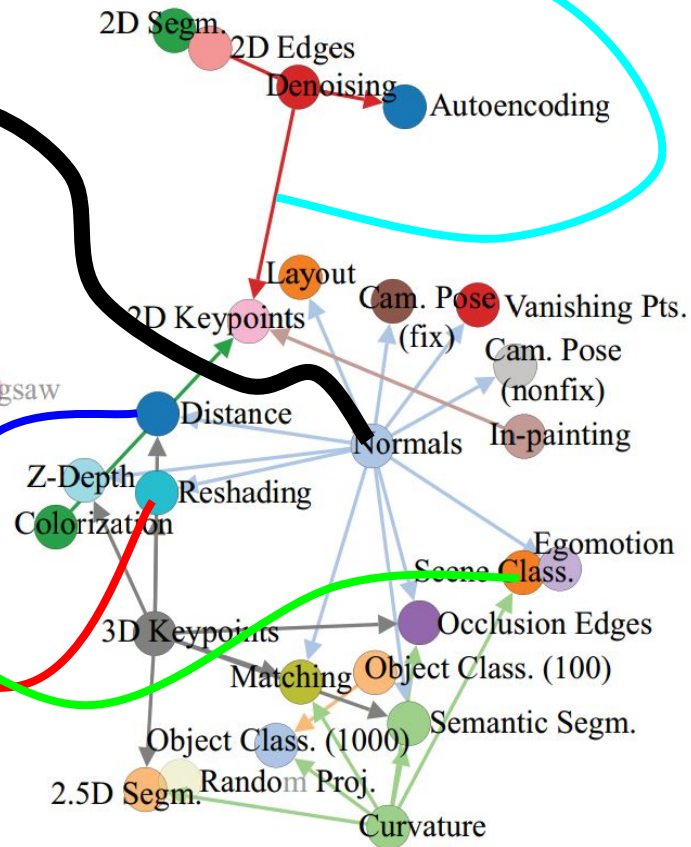 2D Segm.
2D Edges
Denoising
Autoencoding
Layout
Cam. Pose
(fix)
Vanishing Pts.
2D Keypoints
Cam. Pose
(nonfix)
gsaw
Distance
Normals
In-painting
Z-Depth
Reshading
Colorization
Egomotion
Scene Class.
3D Keypoints
Occlusion Edges
Matching
Object Class. (100)
Semantic Segm.
Object Class. (1000)
Random Proj.
2.5D Segm.
Curvature